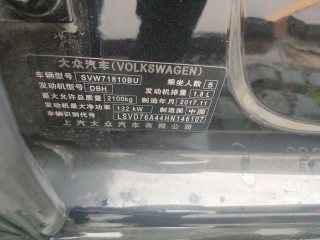 大众汽车(VOLKSWAGEN)
车辆型号 SVW71810BU 乘坐人数 5
发动机型号 DBH 发动机排量 1.8 L
最大允许总质量 2100kg 制造年月 2017.11
发动机最大净功率 132 kW 制造国 中国
车辆识别代号 LSVD76A44HN146107
上汽大众汽车有限公司